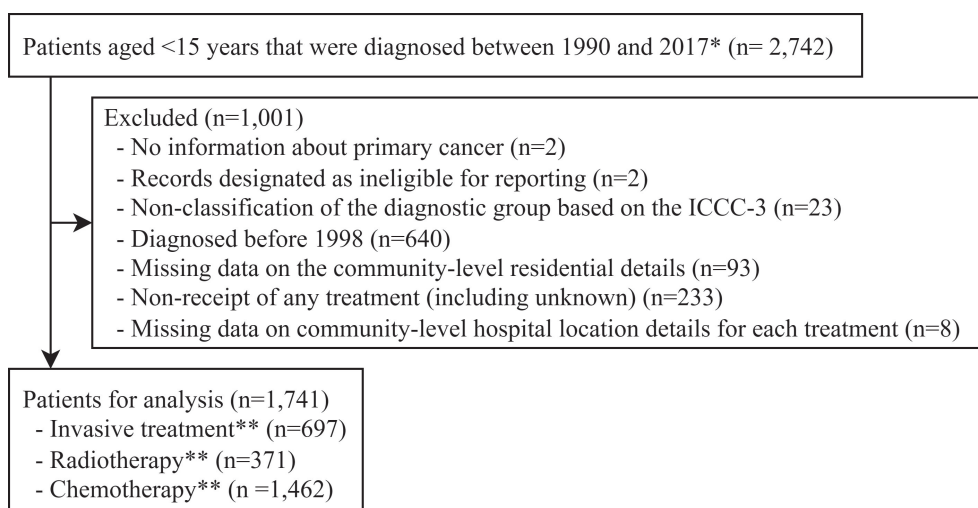 Patients aged <15 years that were diagnosed between 1990 and 2017* (n= 2,742)
Excluded (n=1,001)
- No information about primary cancer (n=2)
- Records designated as ineligible for reporting (n=2)
- Non-classification of the diagnostic group based on the ICCC-3 (n=23)
- Diagnosed before 1998 (n=640)
- Missing data on the community-level residential details (n=93)
- Non-receipt of any treatment (including unknown) (n=233)
- Missing data on community-level hospital location details for each treatment (n=8)
Patients for analysis (n=1,741)
- Invasive treatment** (n=697)
- Radiotherapy** (n=371)
- Chemotherapy** (n =1,462)